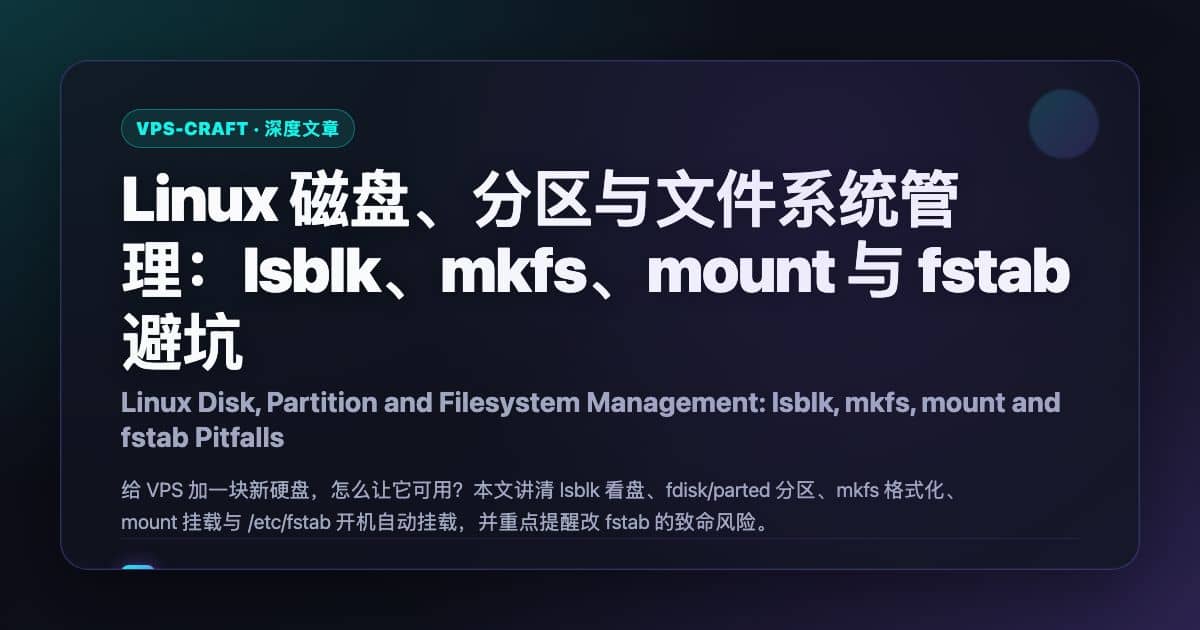 VPS-CRAFT · 深度文章
Linux 磁盘、分区与文件系统管
理：lsblk、mkfs、mount 与 fstab
避坑
Linux Disk, Partition and Filesystem Management: lsblk, mkfs, mount and
fstab Pitfalls
给 VPS 加一块新硬盘，怎么让它可用？本文讲清 lsblk 看盘、fdisk/parted 分区、mkfs 格式化、
mount 挂载与 /etc/fstab 开机自动挂载，并重点提醒改 fstab 的致命风险。